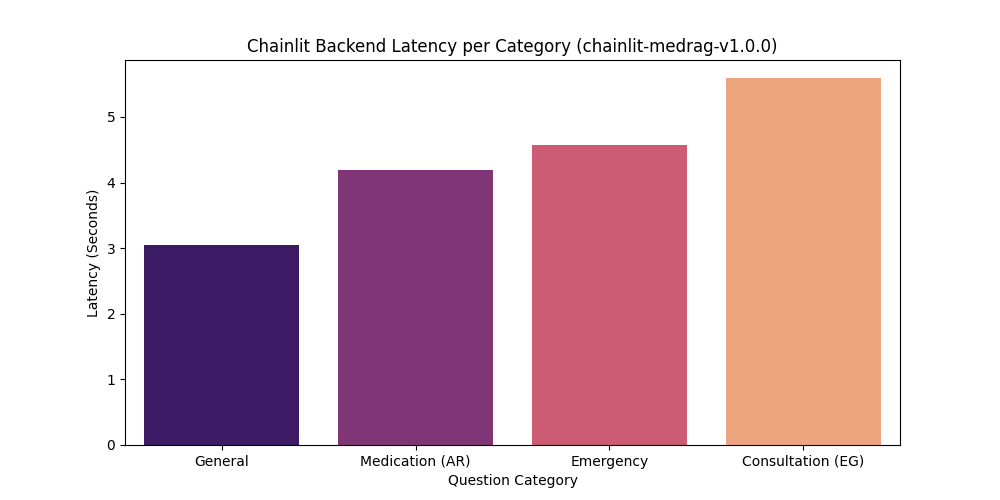 Chainlit Backend Latency per Category (chainlit-medrag-v1.0.0)
Latency (Seconds)
5
4
3
2
1
0
General
Medication (AR)
Emergency
Consultation (EG)
Question Category